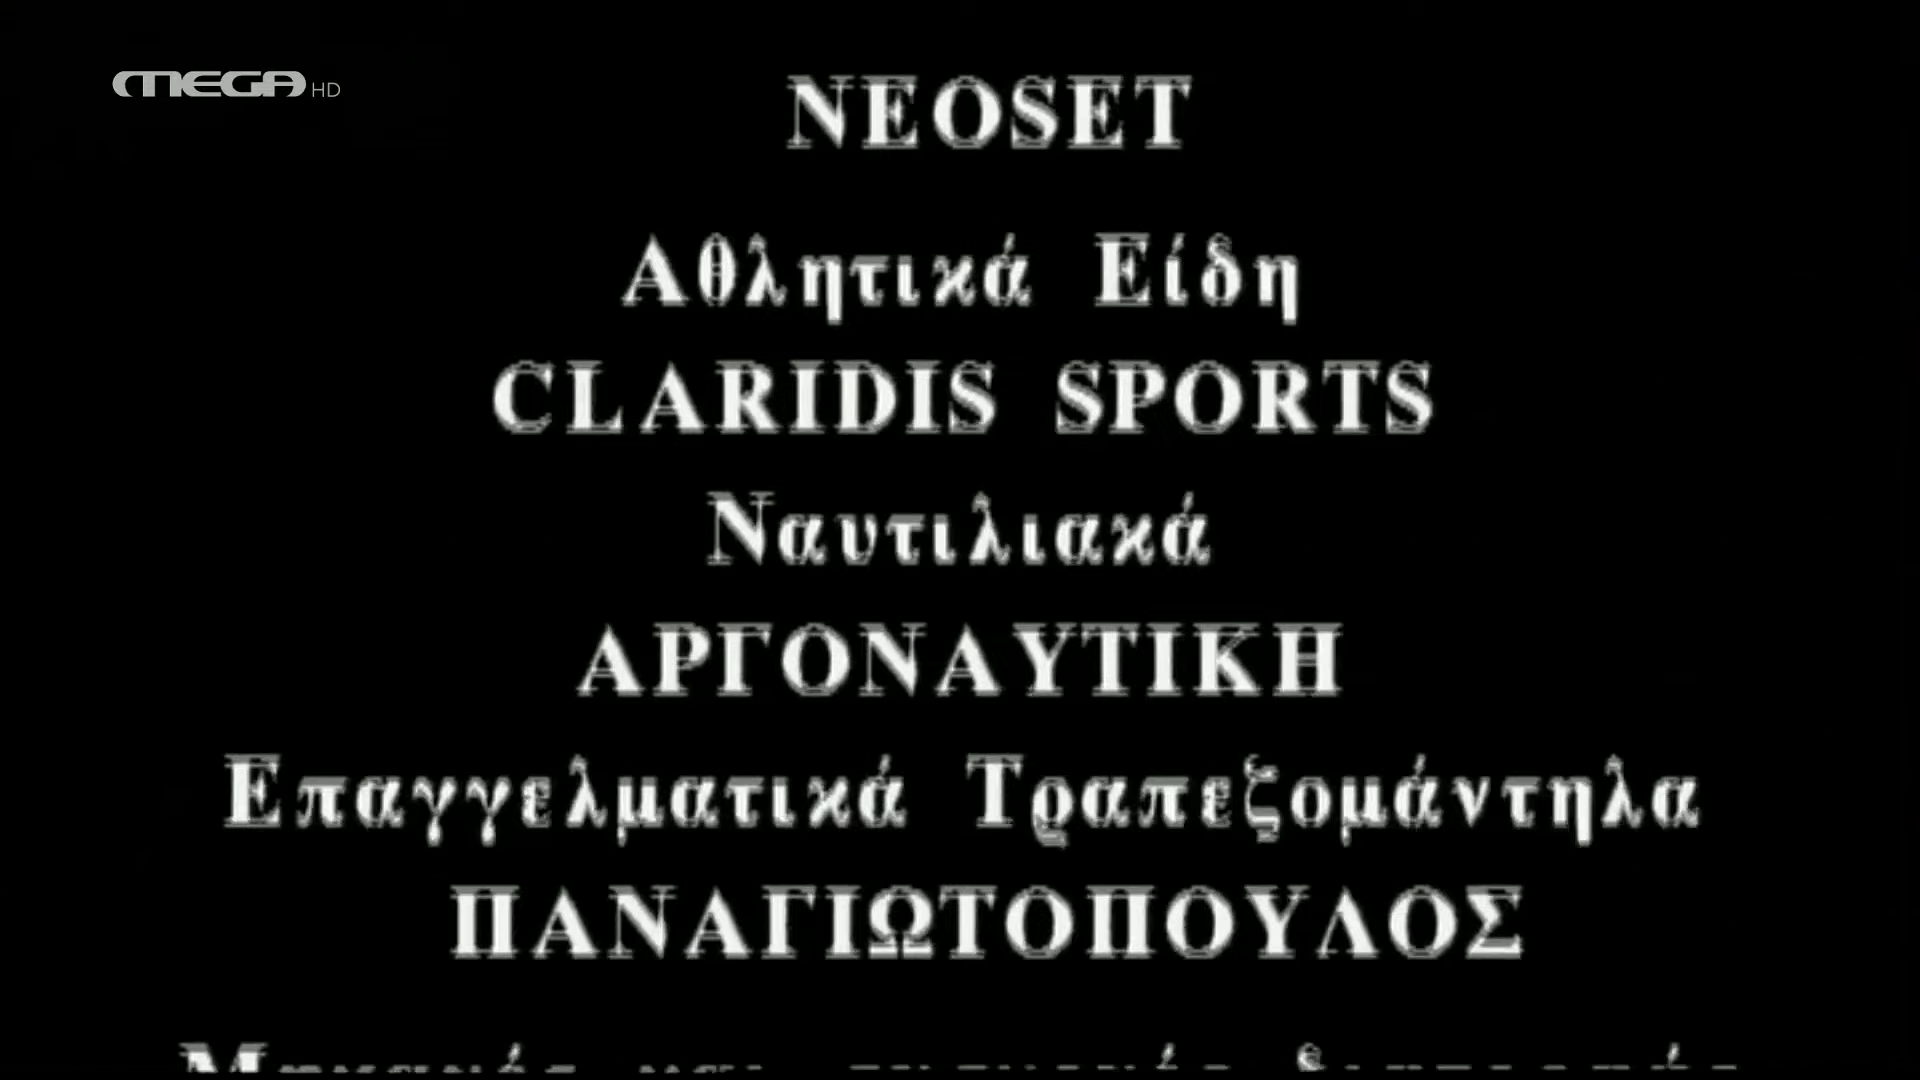 MEGA HD
NEOSET
Αθλητικά Είδη
CLARIDIS SPORTS
Ναυτιλιακά
ΑΡΓΟΝΑΥΤΙΚΗ
Επαγγελματικά Τραπεζομάντηλα
ΠΑΝΑΓΙΩΤΟΠΟΥΛΟΣ